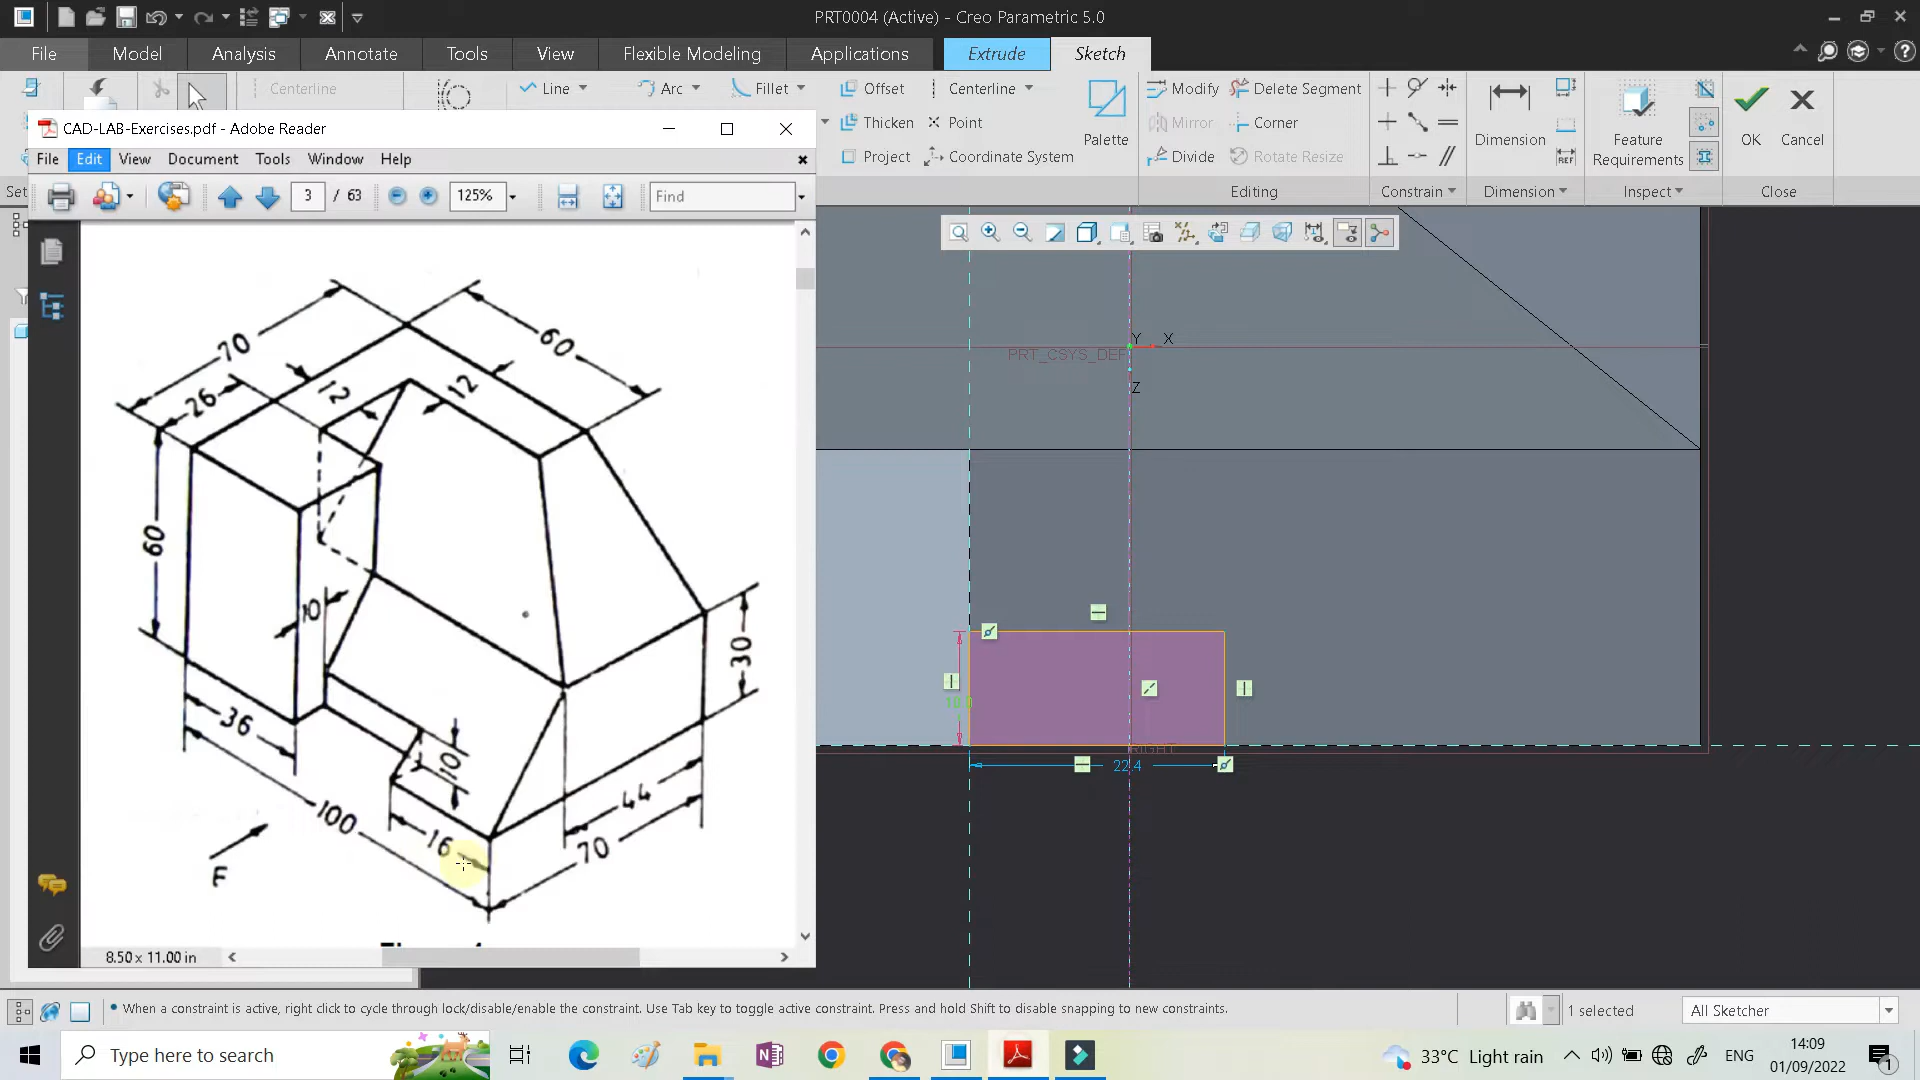 PRT0004 (Active) - Creo Parametric 5.0
File Model Analysis Annotate Tools View Flexible Modeling Applications Extrude Sketch
Centerline
Line Arc Fillet Offset Centerline
Thicken Point
Project Coordinate System
Palette
Modify Delete Segment
Mirror Corner
Divide Rotate Resize
Dimension
REF
Feature
Requirements
OK Cancel
Set Editing Constrain Dimension Inspect Close
CAD-LAB-Exercises.pdf - Adobe Reader
File Edit View Document Tools Window Help
3 / 63 125% Find
70
60
26
12
12
60
10
30
36
10
100
16
44
70
F
8.50 x 11.00 in
Y X
PRT_CSYS_DEF
Z
RIGHT
22.4
When a constraint is active, right click to cycle through lock/disable/enable the constraint. Use Tab key to toggle active constraint. Press and hold Shift to disable snapping to new constraints.
1 selected All Sketcher
Type here to search
33°C Light rain
ENG
14:09
01/09/2022
1